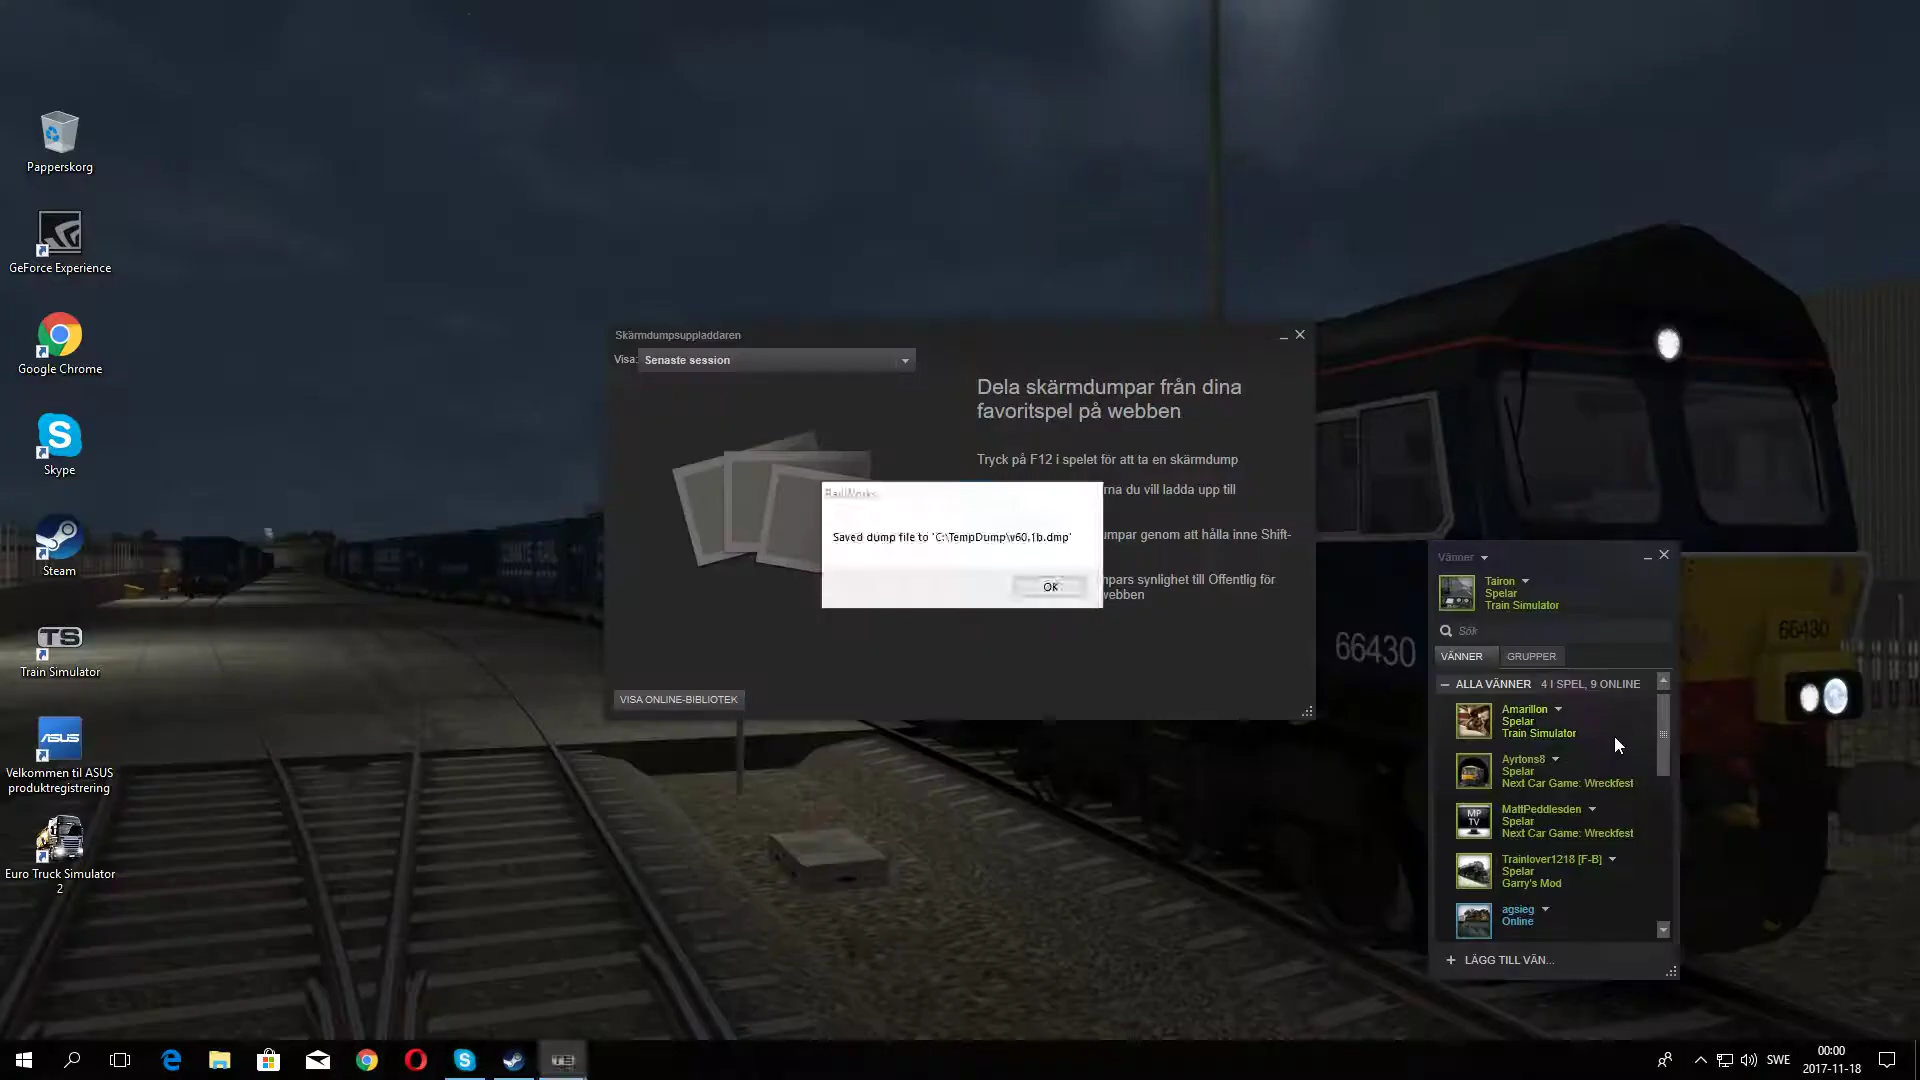 Papperskorg
GeForce Experience
Google Chrome
Skype
Steam
TS
Train Simulator
ASUS
Velkommen til ASUS
produktregistrering
Euro Truck Simulator
2
Skärmdumpsuppladdaren
Visa:
Senaste session
Dela skärmdumpar från dina
favoritspel på webben
Tryck på F12 i spelet för att ta en skärmdump
rna du vill ladda upp till
umpar genom att hålla inne Shift-
npars synlighet till Offentlig för
webben
RailWorks
Saved dump file to 'C:\TempDump\v60.1b.dmp'
OK
VISA ONLINE-BIBLIOTEK
66430
66430
Vänner
Tairon
Spelar
Train Simulator
Sök
VÄNNER
GRUPPER
ALLA VÄNNER 4 I SPEL, 9 ONLINE
Amarillon
Spelar
Train Simulator
Ayrtons8
Spelar
Next Car Game: Wreckfest
MP
TV
MattPeddlesden
Spelar
Next Car Game: Wreckfest
Trainlover1218 [F-B]
Spelar
Garry's Mod
agsieg
Online
+ LÄGG TILL VÄN...
TS
SWE
00:00
2017-11-18